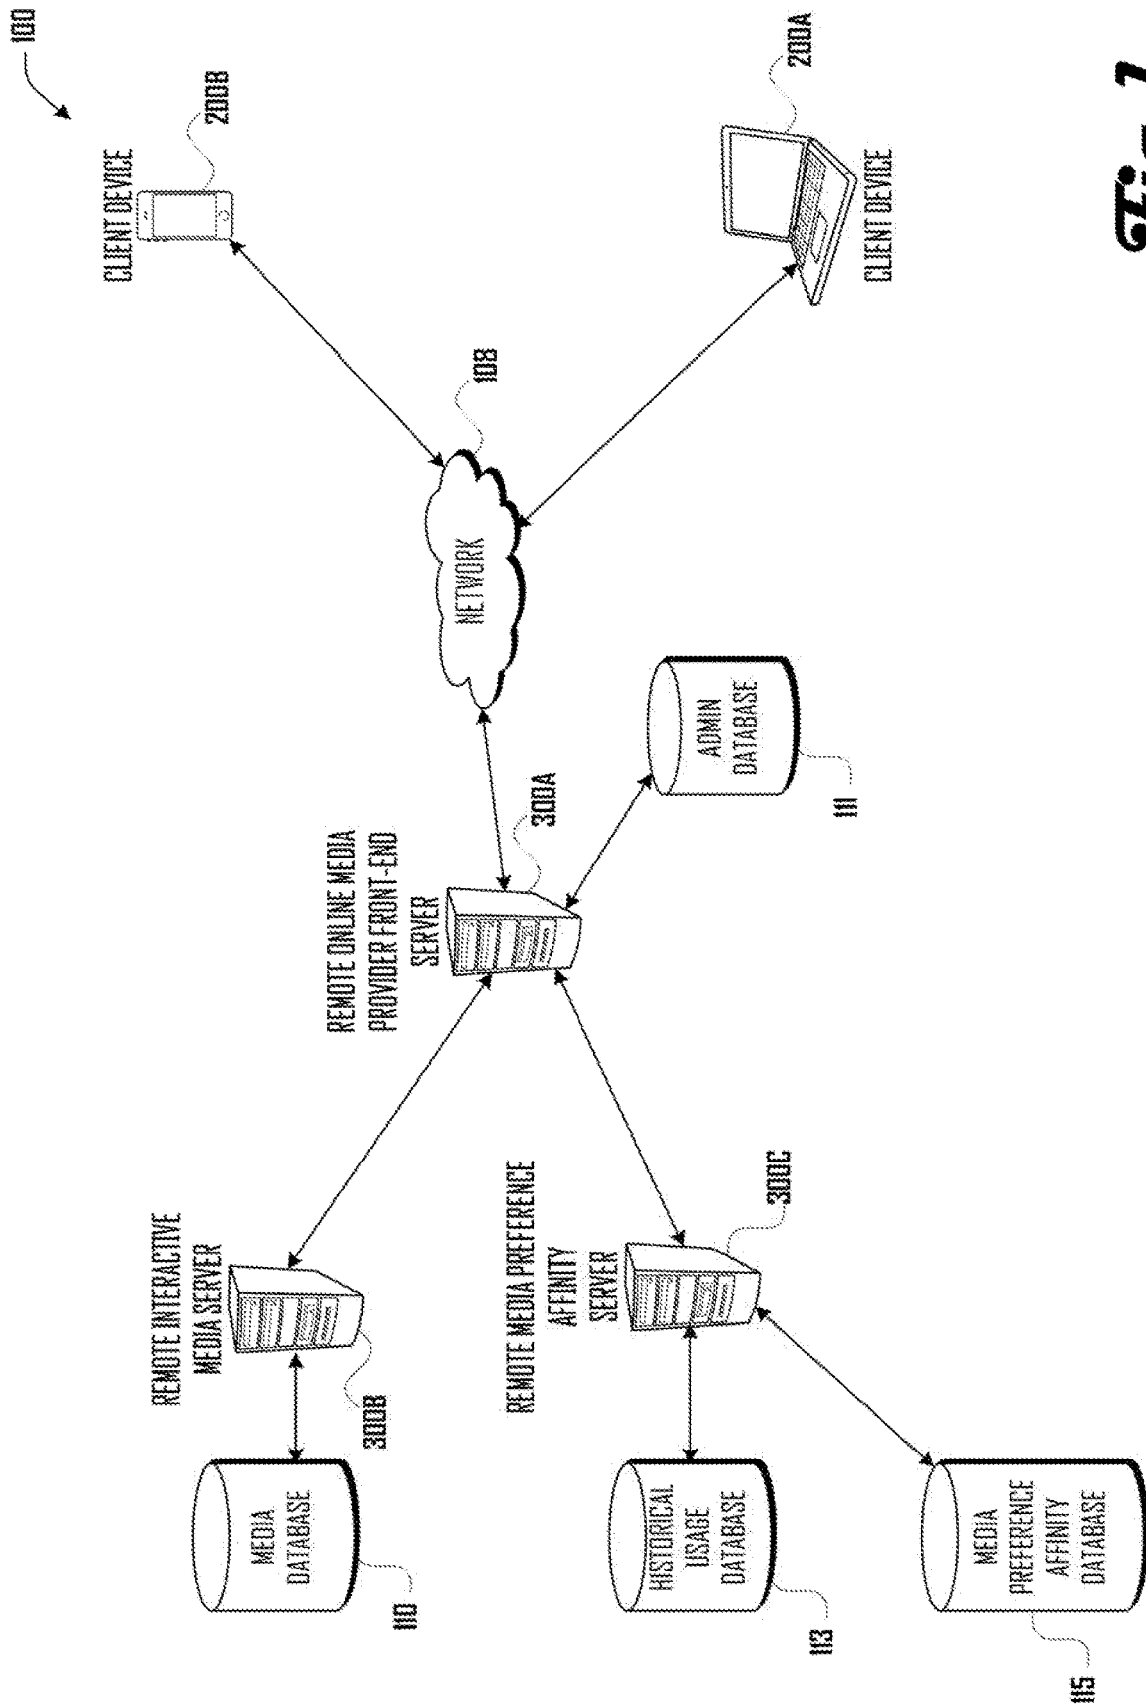 100
CLIENT DEVICE
200B
200A
CLIENT DEVICE
108
NETWORK
REMOTE ONLINE MEDIA
PROVIDER FRONT-END
SERVER
300A
ADMIN
DATABASE
111
REMOTE INTERACTIVE
MEDIA SERVER
300B
REMOTE MEDIA PREFERENCE
AFFINITY
SERVER
300C
MEDIA
DATABASE
110
HISTORICAL
USAGE
DATABASE
113
MEDIA
PREFERENCE
AFFINITY
DATABASE
115
Fig. 1